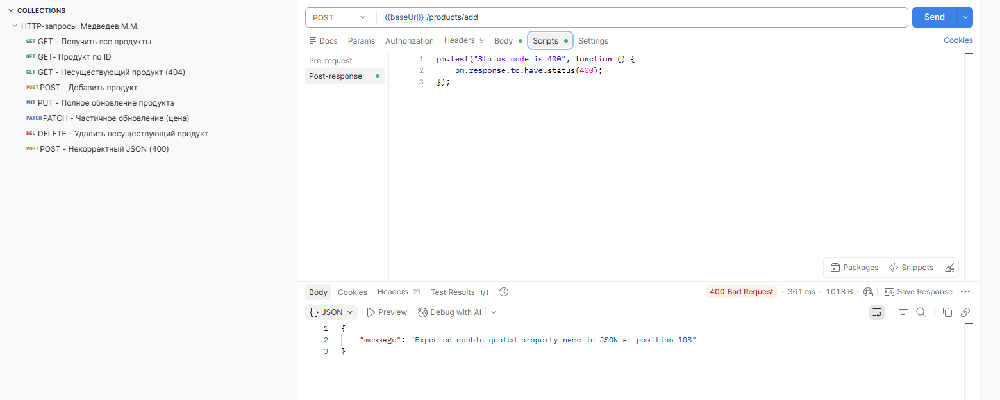 COLLECTIONS
HTTP-запросы_Медведев М.М.
GET GET – Получить все продукты
GET GET- Продукт по ID
GET GET - Несуществующий продукт (404)
POST POST - Добавить продукт
PUT PUT - Полное обновление продукта
PATCH PATCH - Частичное обновление (цена)
DEL DELETE - Удалить несуществующий продукт
POST POST - Некорректный JSON (400)
POST {{baseUrl}} /products/add Send
Docs Params Authorization Headers 9 Body Scripts Settings Cookies
Pre-request
Post-response
1 pm.test("Status code is 400", function () {
2 pm.response.to.have.status(400);
3 });
Packages </> Snippets
Body Cookies Headers 21 Test Results 1/1 400 Bad Request • 361 ms • 1018 B • e.g. Save Response
{} JSON Preview Debug with AI
1 {
2 "message": "Expected double-quoted property name in JSON at position 108"
3 }